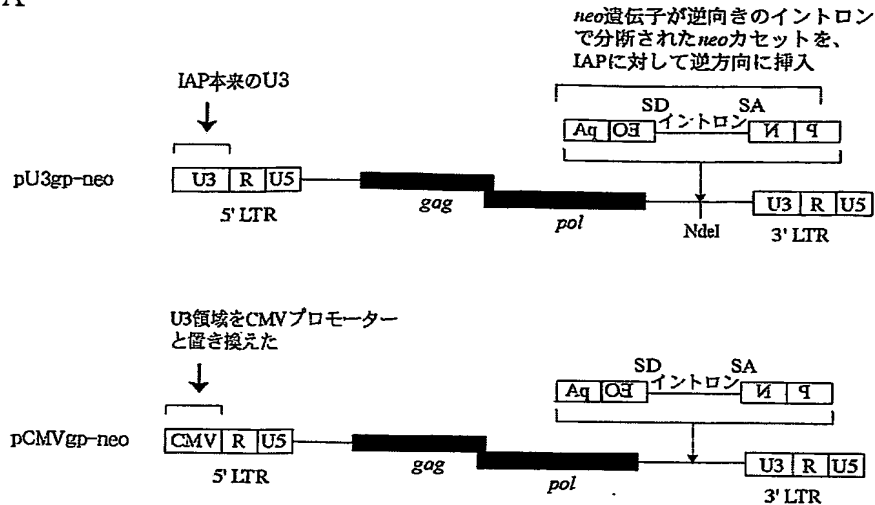 A
neo遺伝子が逆向きのイントロン
で分断されたneoカセットを、
IAPに対して逆方向に挿入
IAP本来のU3
SD イントロン SA
pA EO N P
pU3gp-neo
U3 R U5
gag
pol
U3 R U5
5' LTR
NdeI
3' LTR
U3領域をCMVプロモーター
と置き換えた
SD イントロン SA
pA EO N P
pCMVgp-neo
CMV R U5
gag
pol
U3 R U5
5' LTR
3' LTR